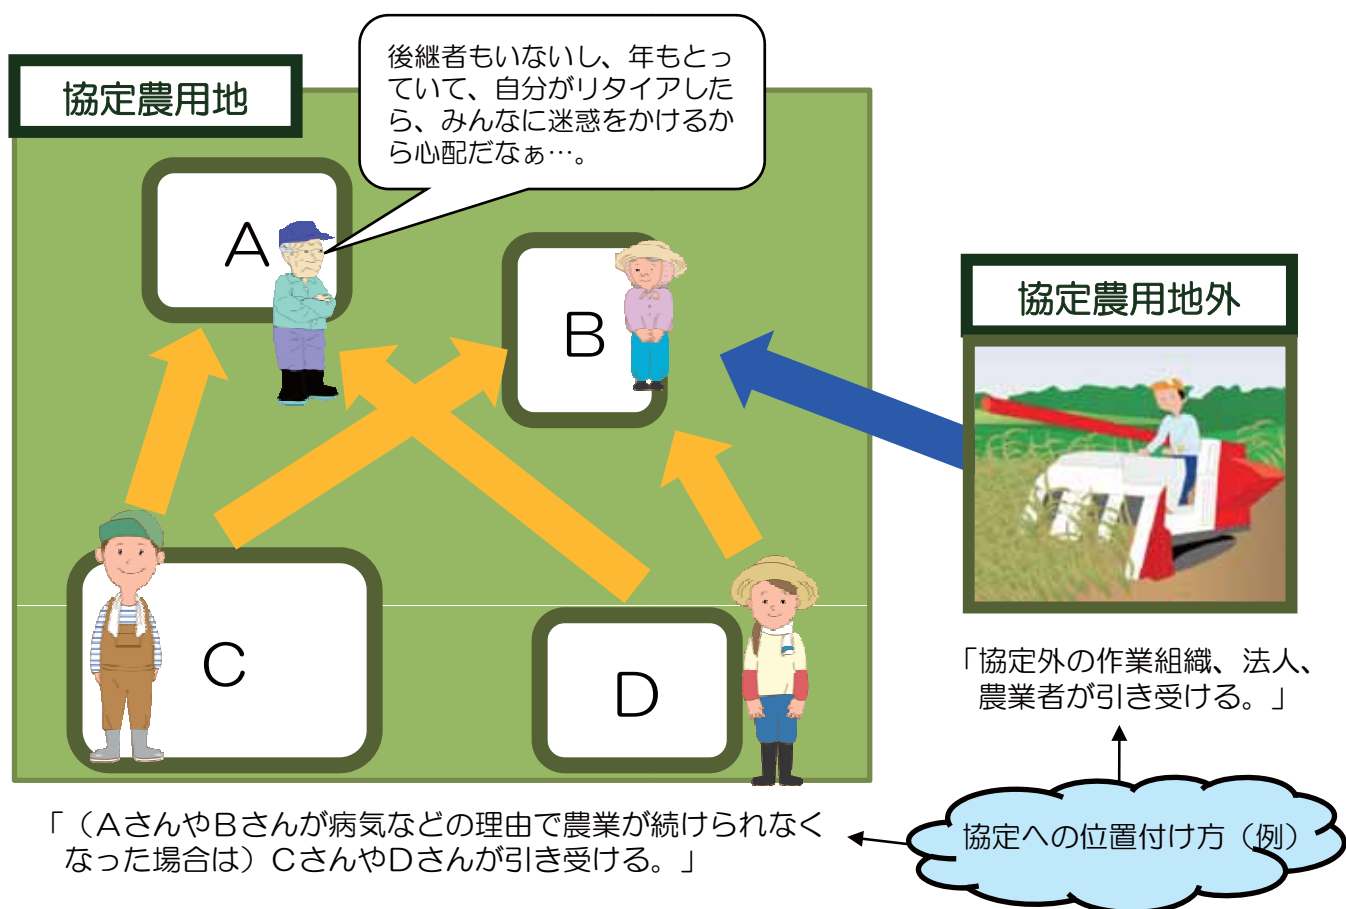 協定農用地
後継者もいないし、年もとっ
ていて、自分がリタイアした
ら、みんなに迷惑をかけるか
ら心配だなぁ…。
A
B
協定農用地外
C
D
「協定外の作業組織、法人、
農業者が引き受ける。」
「（AさんやBさんが病気などの理由で農業が続けられなく
なった場合は）CさんやDさんが引き受ける。」
協定への位置付け方（例）